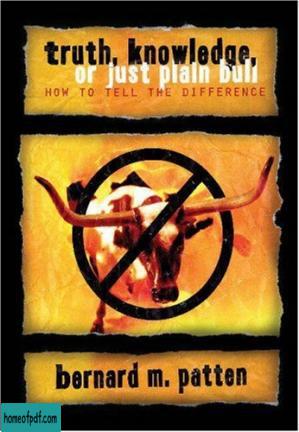 truth, knowledge,
or just plain bull
HOW TO TELL THE DIFFERENCE
bernard m. patten
homeofpdf.com